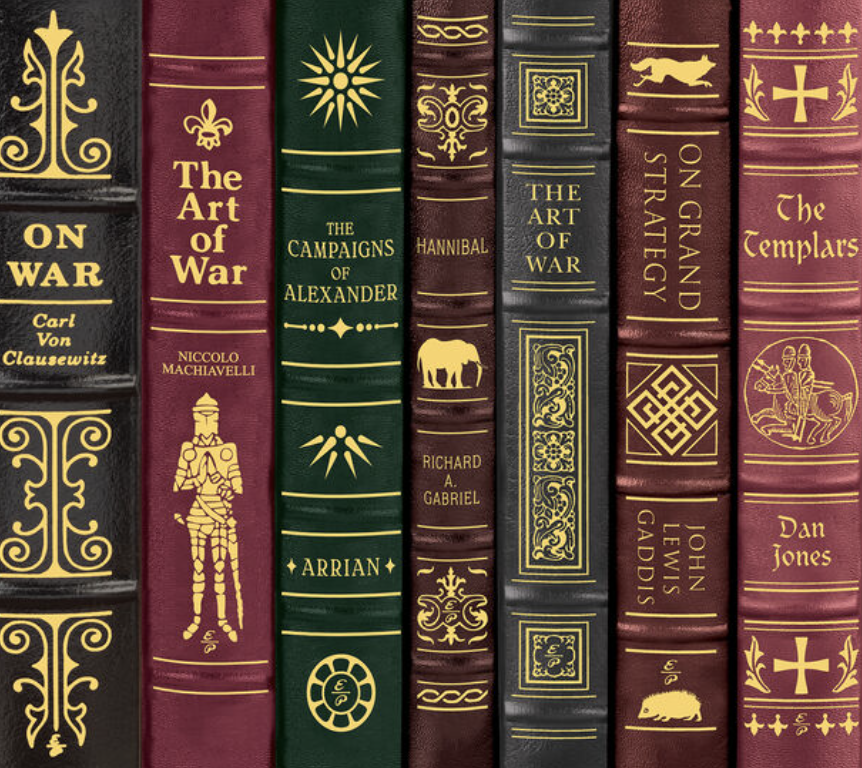 ON
WAR
Carl
Von
Clausewitz
The
Art
of
War
NICCOLO
MACHIAVELLI
E/P
THE
CAMPAIGNS
OF
ALEXANDER
ARRIAN
E/P
HANNIBAL
RICHARD
A.
GABRIEL
E/P
THE
ART
OF
WAR
E/P
ON GRAND
STRATEGY
JOHN
LEWIS
GADDIS
E/P
The
Templars
Dan
Jones
E/P